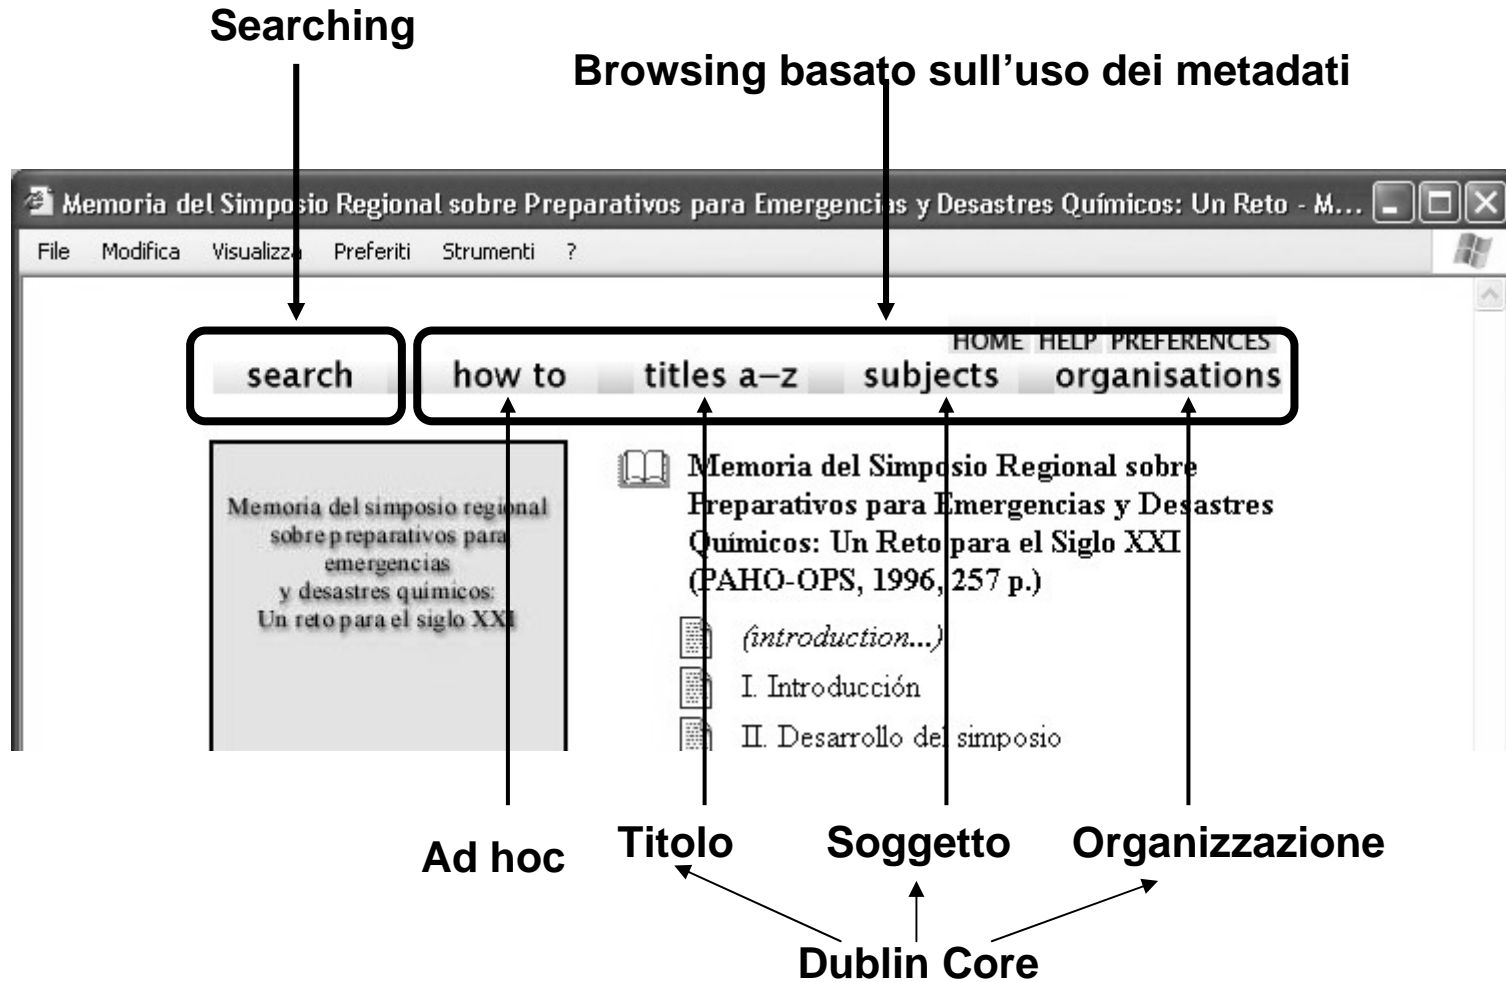 Searching
Browsing basato sull’uso dei metadati
Memoria del Simposio Regional sobre Preparativos para Emergencias y Desastres Químicos: Un Reto - M...
File Modifica Visualizza Preferiti Strumenti ?
HOME HELP PREFERENCES
search how to titles a–z subjects organisations
Memoria del simposio regional
sobre preparativos para
emergencias
y desastres químicos:
Un reto para el siglo XXI
Memoria del Simposio Regional sobre
Preparativos para Emergencias y Desastres
Químicos: Un Reto para el Siglo XXI
(PAHO-OPS, 1996, 257 p.)
(introduction...)
I. Introducción
II. Desarrollo del simposio
Ad hoc Titolo Soggetto Organizzazione
Dublin Core